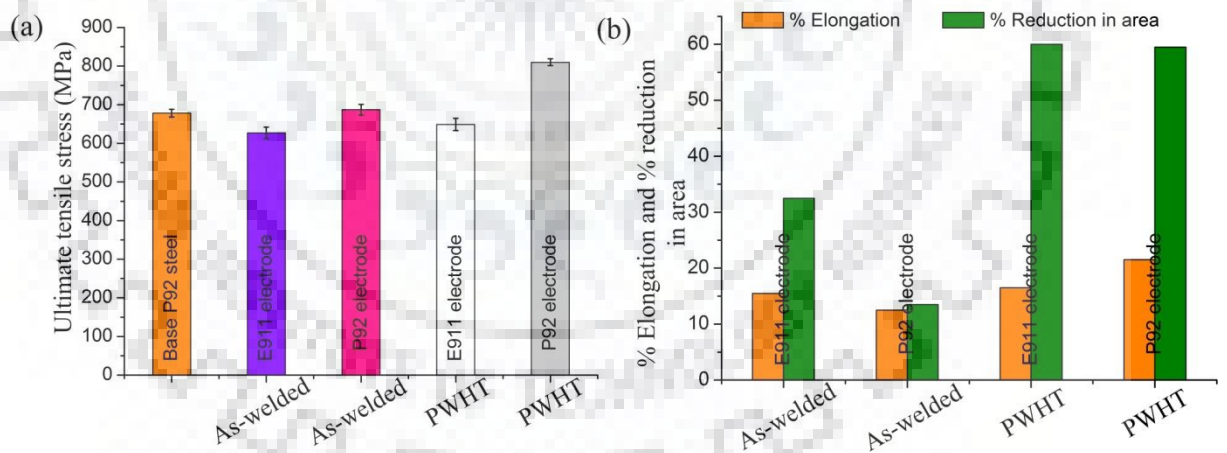 (a)
Ultimate tensile stress (MPa)
900
800
700
600
500
400
300
200
100
0
Base P92 steel
E911 electrode
P92 electrode
E911 electrode
P92 electrode
As-welded
As-welded
PWHT
PWHT
(b)
% Elongation
% Reduction in area
% Elongation and % reduction
in area
60
50
40
30
20
10
0
E911 electrode
P92 electrode
E911 electrode
P92 electrode
As-welded
As-welded
PWHT
PWHT